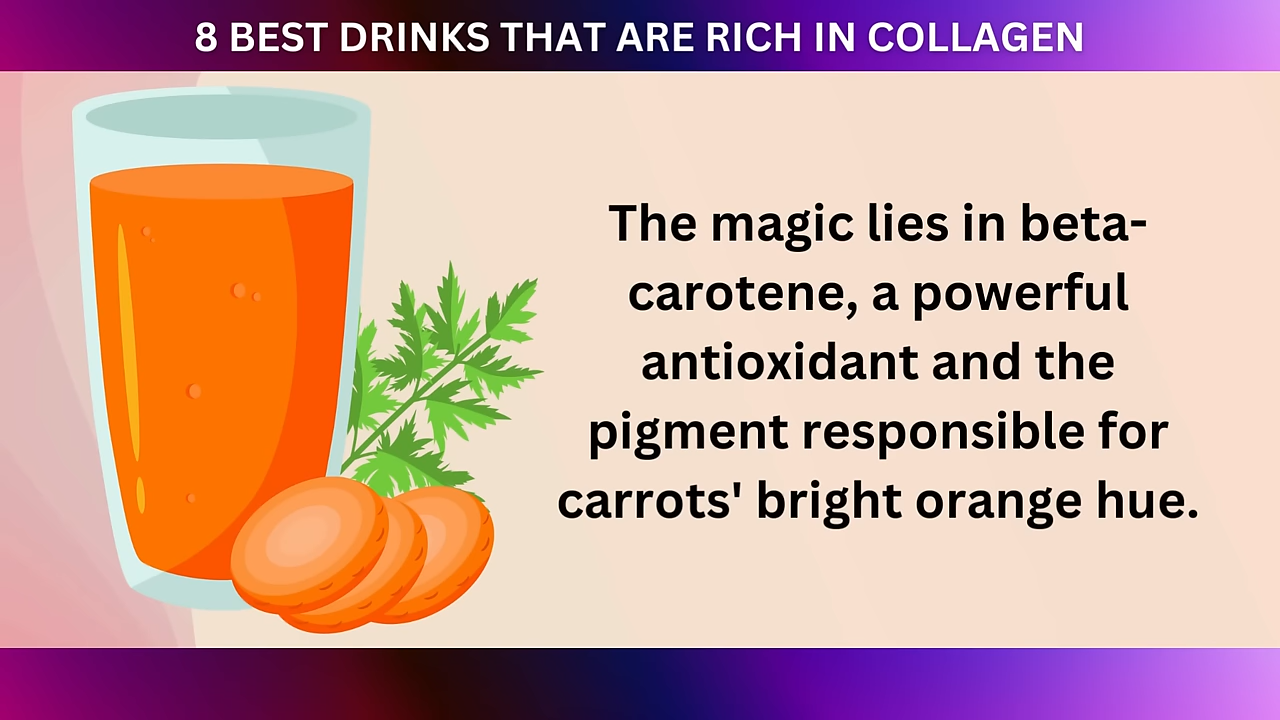 8 BEST DRINKS THAT ARE RICH IN COLLAGEN
The magic lies in beta-
carotene, a powerful
antioxidant and the
pigment responsible for
carrots' bright orange hue.